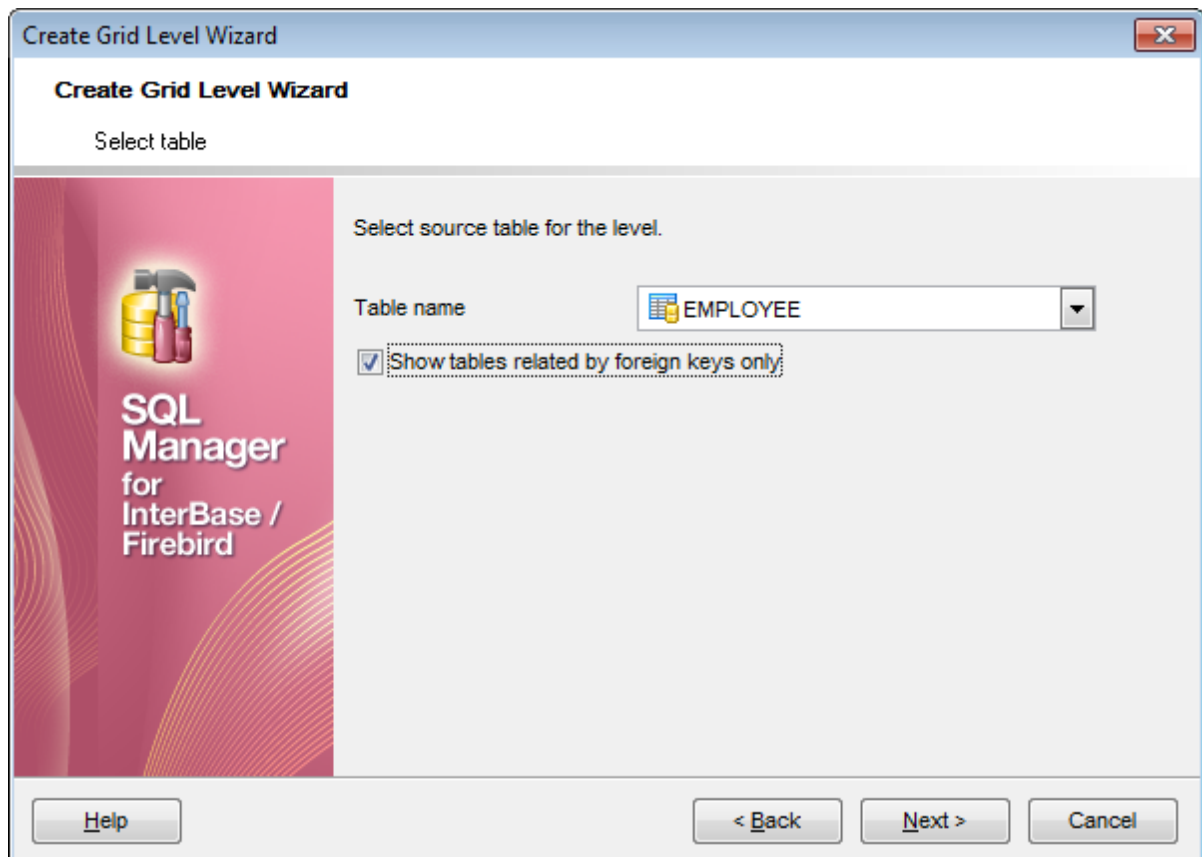 Create Grid Level Wizard
Create Grid Level Wizard
Select table
Select source table for the level.
Table name
EMPLOYEE
Show tables related by foreign keys only
SQL
Manager
for
InterBase /
Firebird
Help
< Back
Next >
Cancel